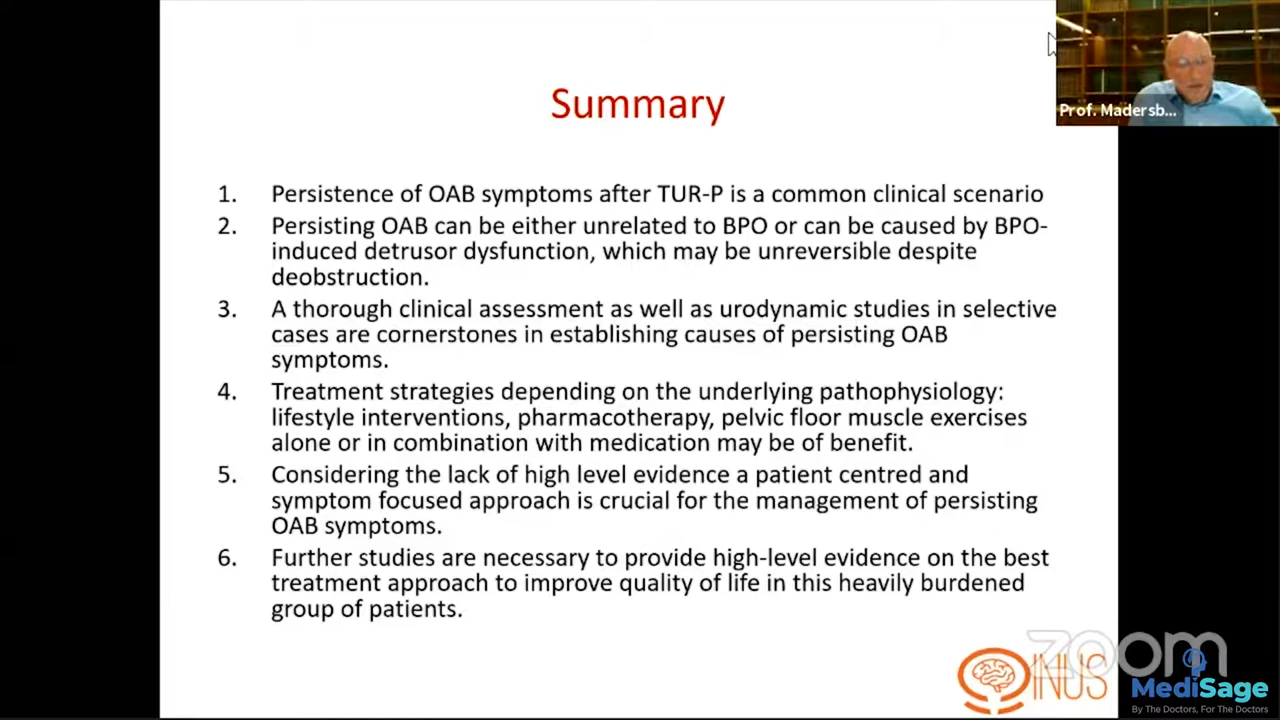 Summary
Prof. Madersb...
1. Persistence of OAB symptoms after TUR-P is a common clinical scenario
2. Persisting OAB can be either unrelated to BPO or can be caused by BPO-
induced detrusor dysfunction, which may be unreversible despite
deobstruction.
3. A thorough clinical assessment as well as urodynamic studies in selective
cases are cornerstones in establishing causes of persisting OAB
symptoms.
4. Treatment strategies depending on the underlying pathophysiology:
lifestyle interventions, pharmacotherapy, pelvic floor muscle exercises
alone or in combination with medication may be of benefit.
5. Considering the lack of high level evidence a patient centred and
symptom focused approach is crucial for the management of persisting
OAB symptoms.
6. Further studies are necessary to provide high-level evidence on the best
treatment approach to improve quality of life in this heavily burdened
group of patients.
zoom
INUS
MediSage
By The Doctors, For The Doctors